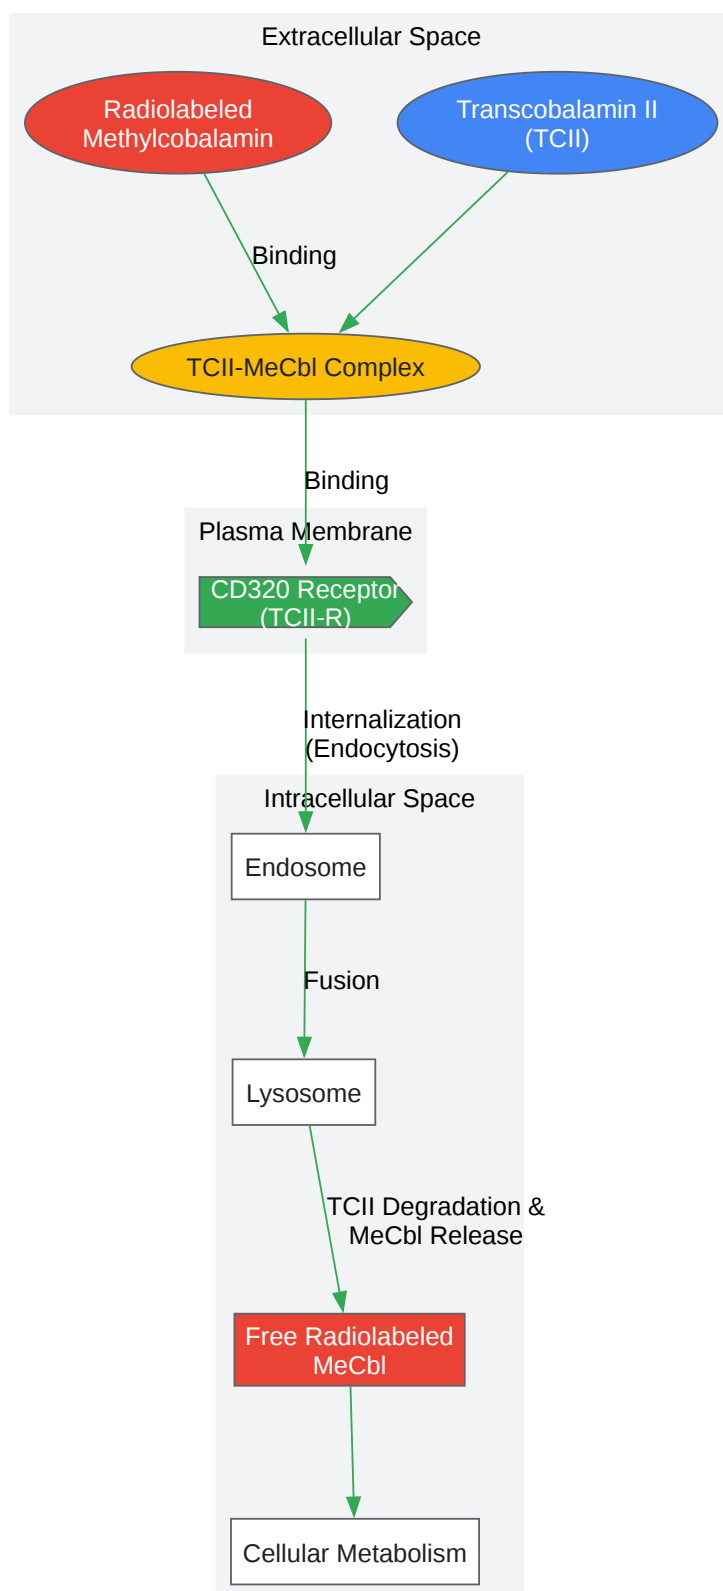 Extracellular Space
Radiolabeled
Methylcobalamin
Transcobalamin II
(TCII)
Binding
TCII-MeCbl Complex
Binding
Plasma Membrane
CD320 Receptor
(TCII-R)
Internalization
(Endocytosis)
Intracellular Space
Endosome
Fusion
Lysosome
TCII Degradation &
MeCbl Release
Free Radiolabeled
MeCbl
Cellular Metabolism